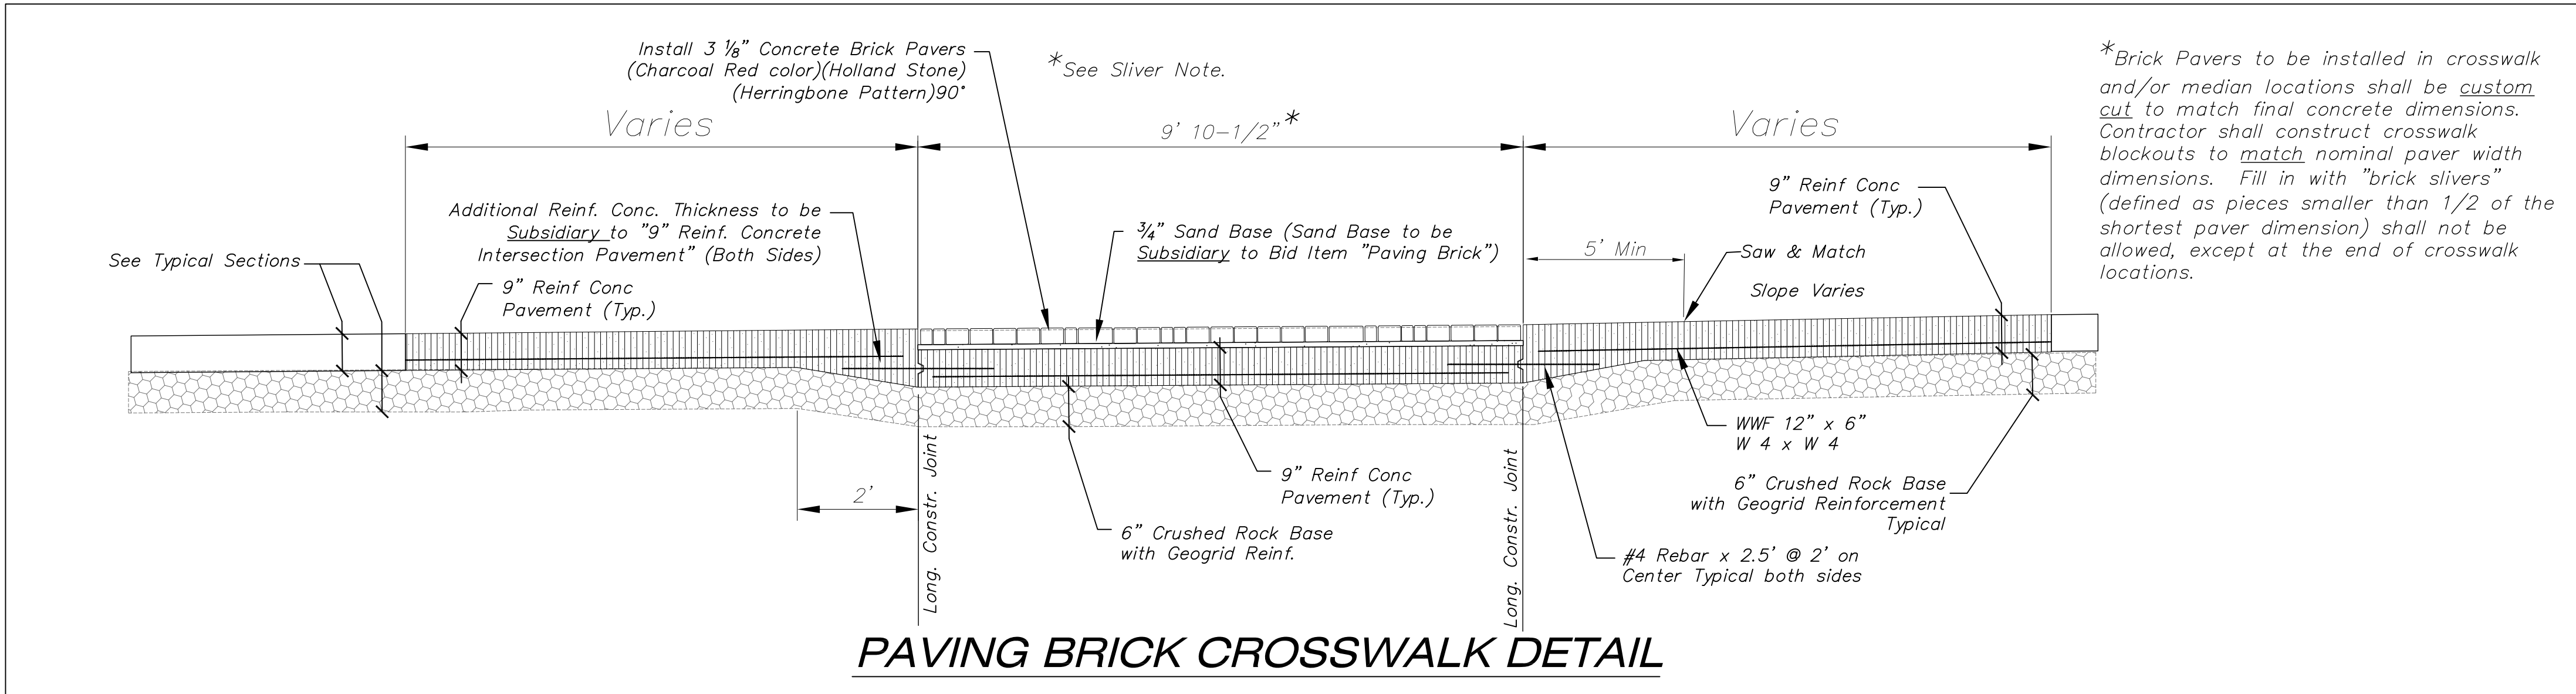 Install 3 ⅛" Concrete Brick Pavers
(Charcoal Red color)(Holland Stone)
(Herringbone Pattern)90°
*See Sliver Note.
Varies
9' 10-1/2"*
Varies
Additional Reinf. Conc. Thickness to be
Subsidiary to "9" Reinf. Concrete
Intersection Pavement" (Both Sides)
¾" Sand Base (Sand Base to be
Subsidiary to Bid Item "Paving Brick")
See Typical Sections
9" Reinf Conc
Pavement (Typ.)
5' Min
Saw & Match
Slope Varies
9" Reinf Conc
Pavement (Typ.)
*Brick Pavers to be installed in crosswalk
and/or median locations shall be custom
cut to match final concrete dimensions.
Contractor shall construct crosswalk
blockouts to match nominal paver width
dimensions. Fill in with "brick slivers"
(defined as pieces smaller than 1/2 of the
shortest paver dimension) shall not be
allowed, except at the end of crosswalk
locations.
2'
Long. Constr. Joint
6" Crushed Rock Base
with Geogrid Reinf.
9" Reinf Conc
Pavement (Typ.)
Long. Constr. Joint
WWF 12" x 6"
W 4 x W 4
6" Crushed Rock Base
with Geogrid Reinforcement
Typical
#4 Rebar x 2.5' @ 2' on
Center Typical both sides
PAVING BRICK CROSSWALK DETAIL